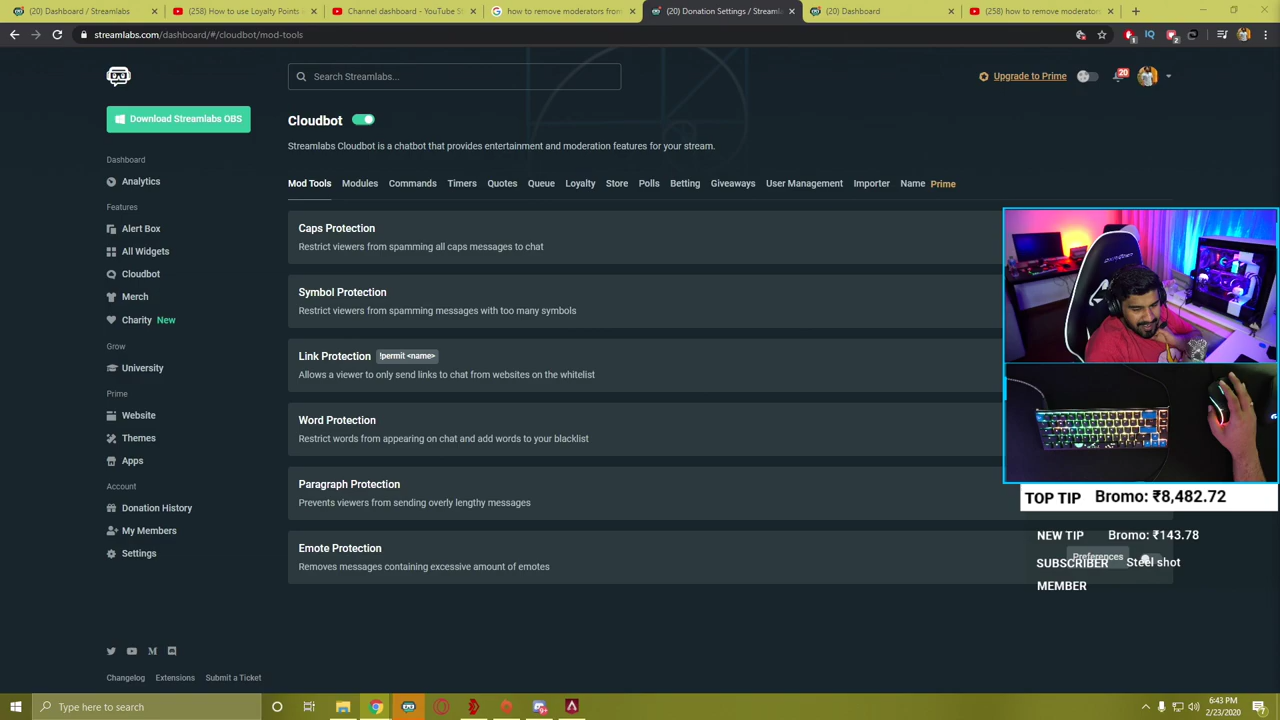 (20) Dashboard / Streamlabs
(258) How to use Loyalty Points
Channel dashboard - YouTube St
how to remove moderators from
(20) Donation Settings / Streamla
(20) Dashboard
(258) how to remove moderators
streamlabs.com/dashboard/#/cloudbot/mod-tools
Search Streamlabs...
Upgrade to Prime
20
Download Streamlabs OBS
Dashboard
Analytics
Features
Alert Box
All Widgets
Cloudbot
Merch
Charity New
Grow
University
Prime
Website
Themes
Apps
Account
Donation History
My Members
Settings
Changelog Extensions Submit a Ticket
Cloudbot
Streamlabs Cloudbot is a chatbot that provides entertainment and moderation features for your stream.
Mod Tools Modules Commands Timers Quotes Queue Loyalty Store Polls Betting Giveaways User Management Importer Name Prime
Caps Protection
Restrict viewers from spamming all caps messages to chat
Symbol Protection
Restrict viewers from spamming messages with too many symbols
Link Protection !permit <name>
Allows a viewer to only send links to chat from websites on the whitelist
Word Protection
Restrict words from appearing on chat and add words to your blacklist
Paragraph Protection
Prevents viewers from sending overly lengthy messages
Emote Protection
Removes messages containing excessive amount of emotes
Preferences
TOP TIP Bromo: ₹8,482.72
NEW TIP Bromo: ₹143.78
SUBSCRIBER Steel shot
MEMBER
Type here to search
6:43 PM
2/23/2020